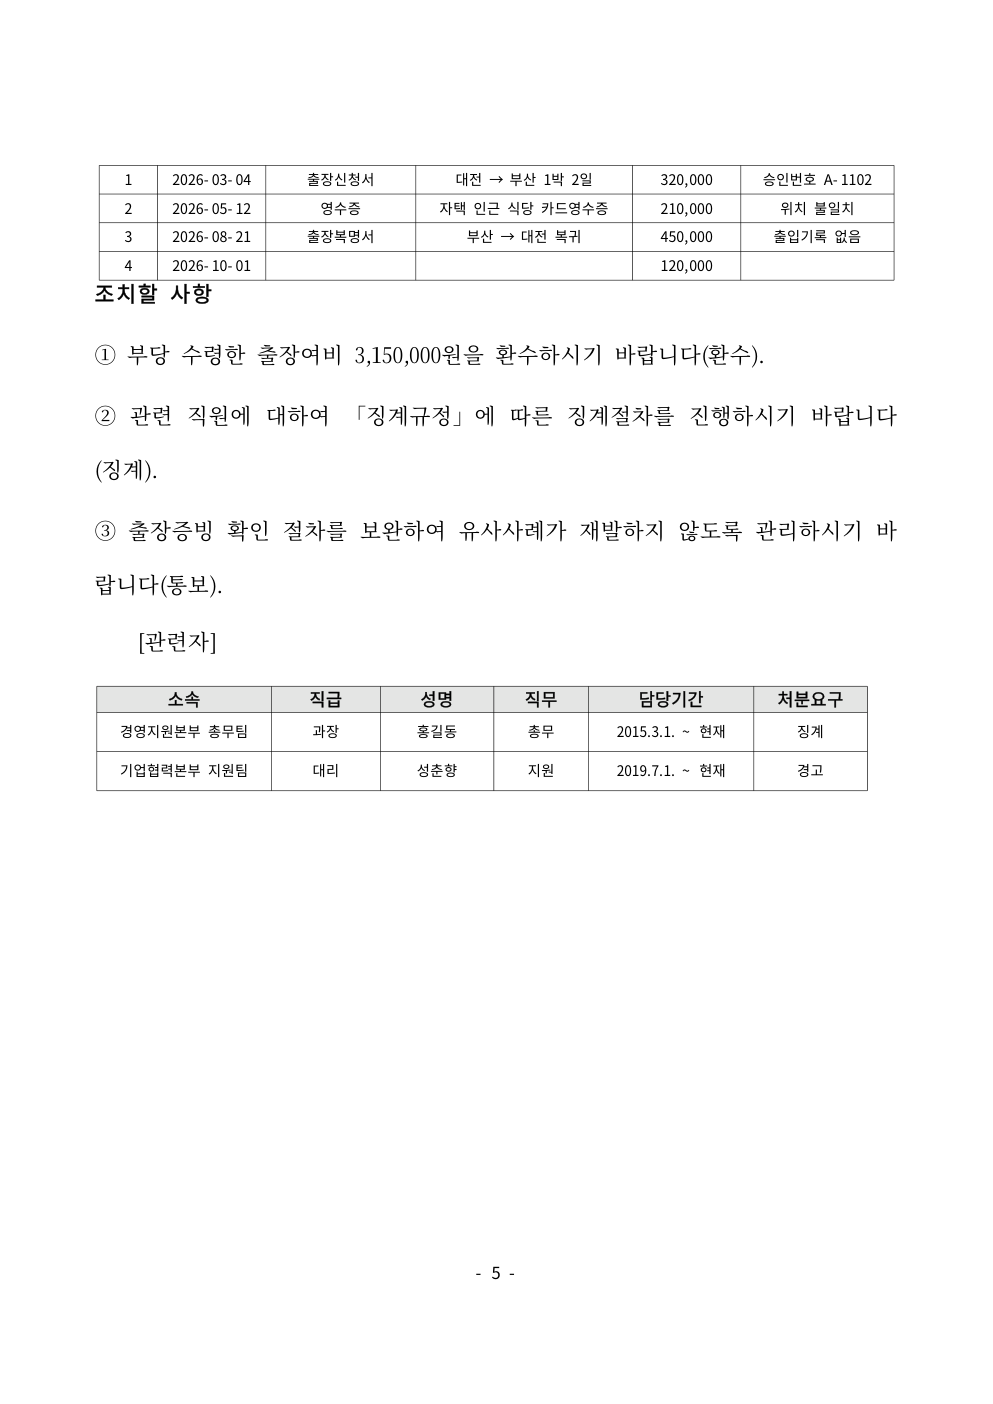 1 2026-03-04 출장신청서 대전 → 부산 1박 2일 320,000 승인번호 A-1102
2 2026-05-12 영수증 자택 인근 식당 카드영수증 210,000 위치 불일치
3 2026-08-21 출장복명서 부산 → 대전 복귀 450,000 출입기록 없음
4 2026-10-01 120,000
조치할 사항
① 부당 수령한 출장여비 3,150,000원을 환수하시기 바랍니다(환수).
② 관련 직원에 대하여 「징계규정」에 따른 징계절차를 진행하시기 바랍니다
(징계).
③ 출장증빙 확인 절차를 보완하여 유사사례가 재발하지 않도록 관리하시기 바
랍니다(통보).
[관련자]
소속 직급 성명 직무 담당기간 처분요구
경영지원본부 총무팀 과장 홍길동 총무 2015.3.1. ~ 현재 징계
기업협력본부 지원팀 대리 성춘향 지원 2019.7.1. ~ 현재 경고
- 5 -